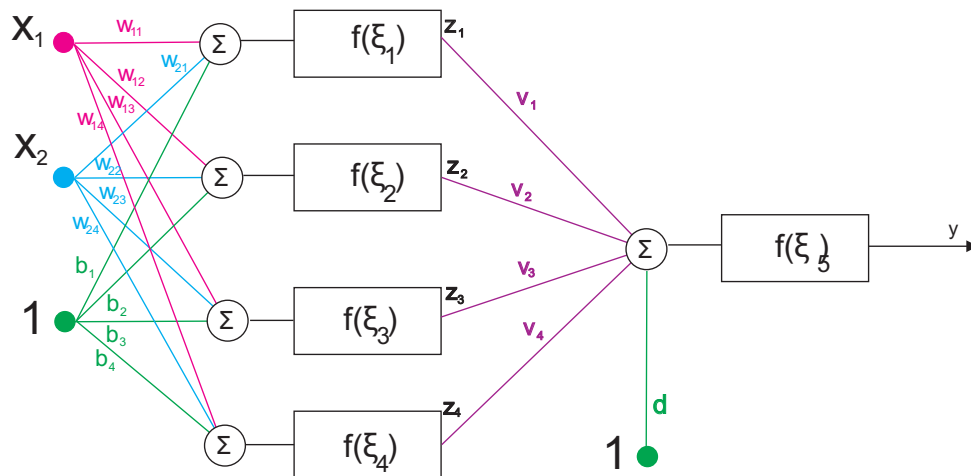 x₁ w₁₁ Σ f(ξ₁) z₁
w₂₁
w₁₂
w₁₃
w₁₄
v₁
x₂ w₂₂ Σ f(ξ₂) z₂
v₂
w₂₃
w₂₄
Σ f(ξ₅) y
b₁
v₃
1 b₂ Σ f(ξ₃) z₃
b₃
b₄
v₄
d
Σ f(ξ₄) z₄
1